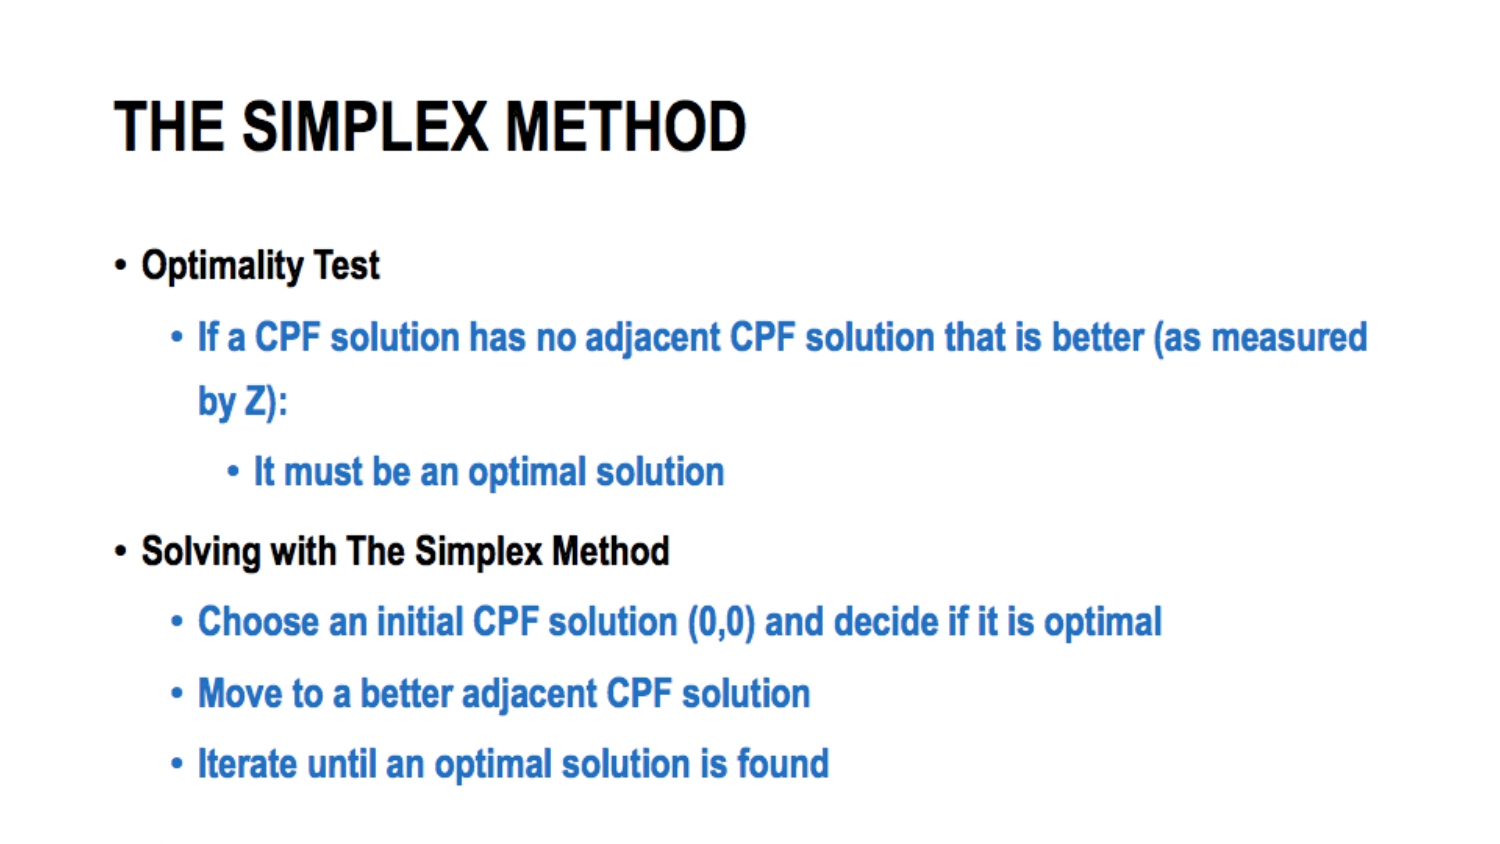 THE SIMPLEX METHOD
• Optimality Test
• If a CPF solution has no adjacent CPF solution that is better (as measured
by Z):
• It must be an optimal solution
• Solving with The Simplex Method
• Choose an initial CPF solution (0,0) and decide if it is optimal
• Move to a better adjacent CPF solution
• Iterate until an optimal solution is found